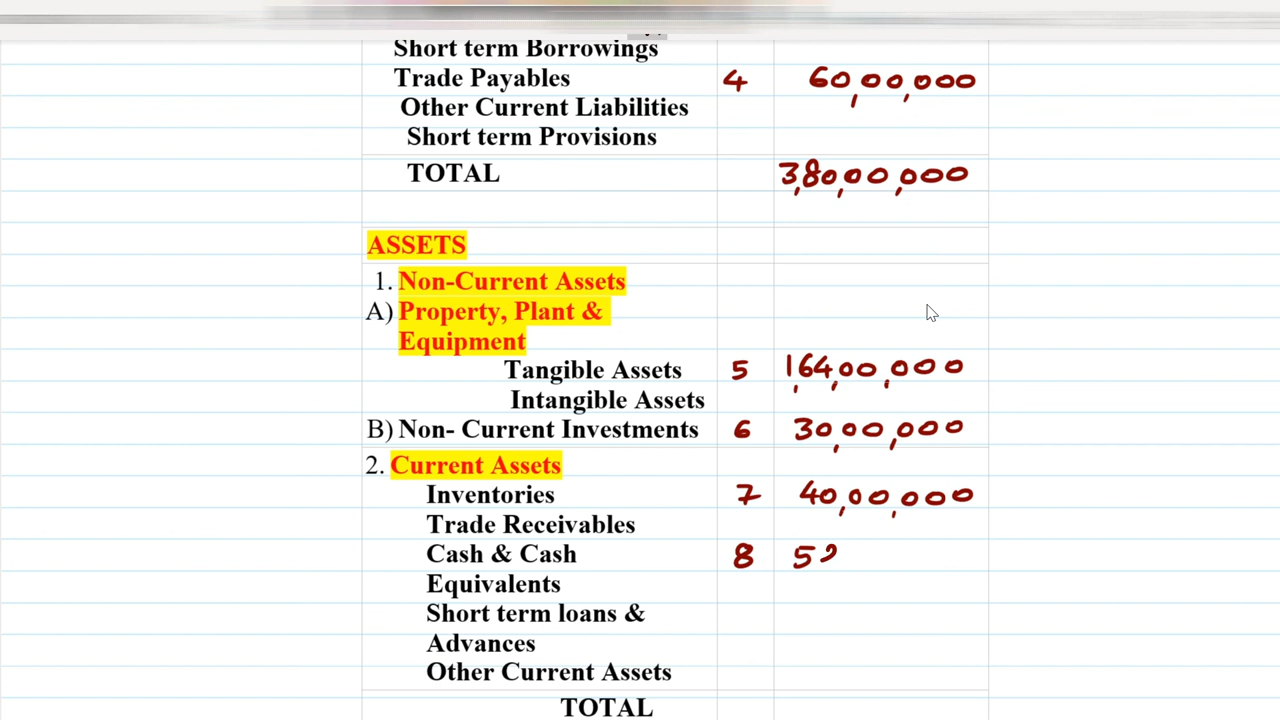 Short term Borrowings
Trade Payables 4 60,00,000
Other Current Liabilities
Short term Provisions
TOTAL 3,80,00,000
ASSETS
1. Non-Current Assets
A) Property, Plant &
Equipment
Tangible Assets 5 1,64,00,000
Intangible Assets
B) Non- Current Investments 6 30,00,000
2. Current Assets
Inventories 7 40,00,000
Trade Receivables
Cash & Cash 8 5
Equivalents
Short term loans &
Advances
Other Current Assets
TOTAL